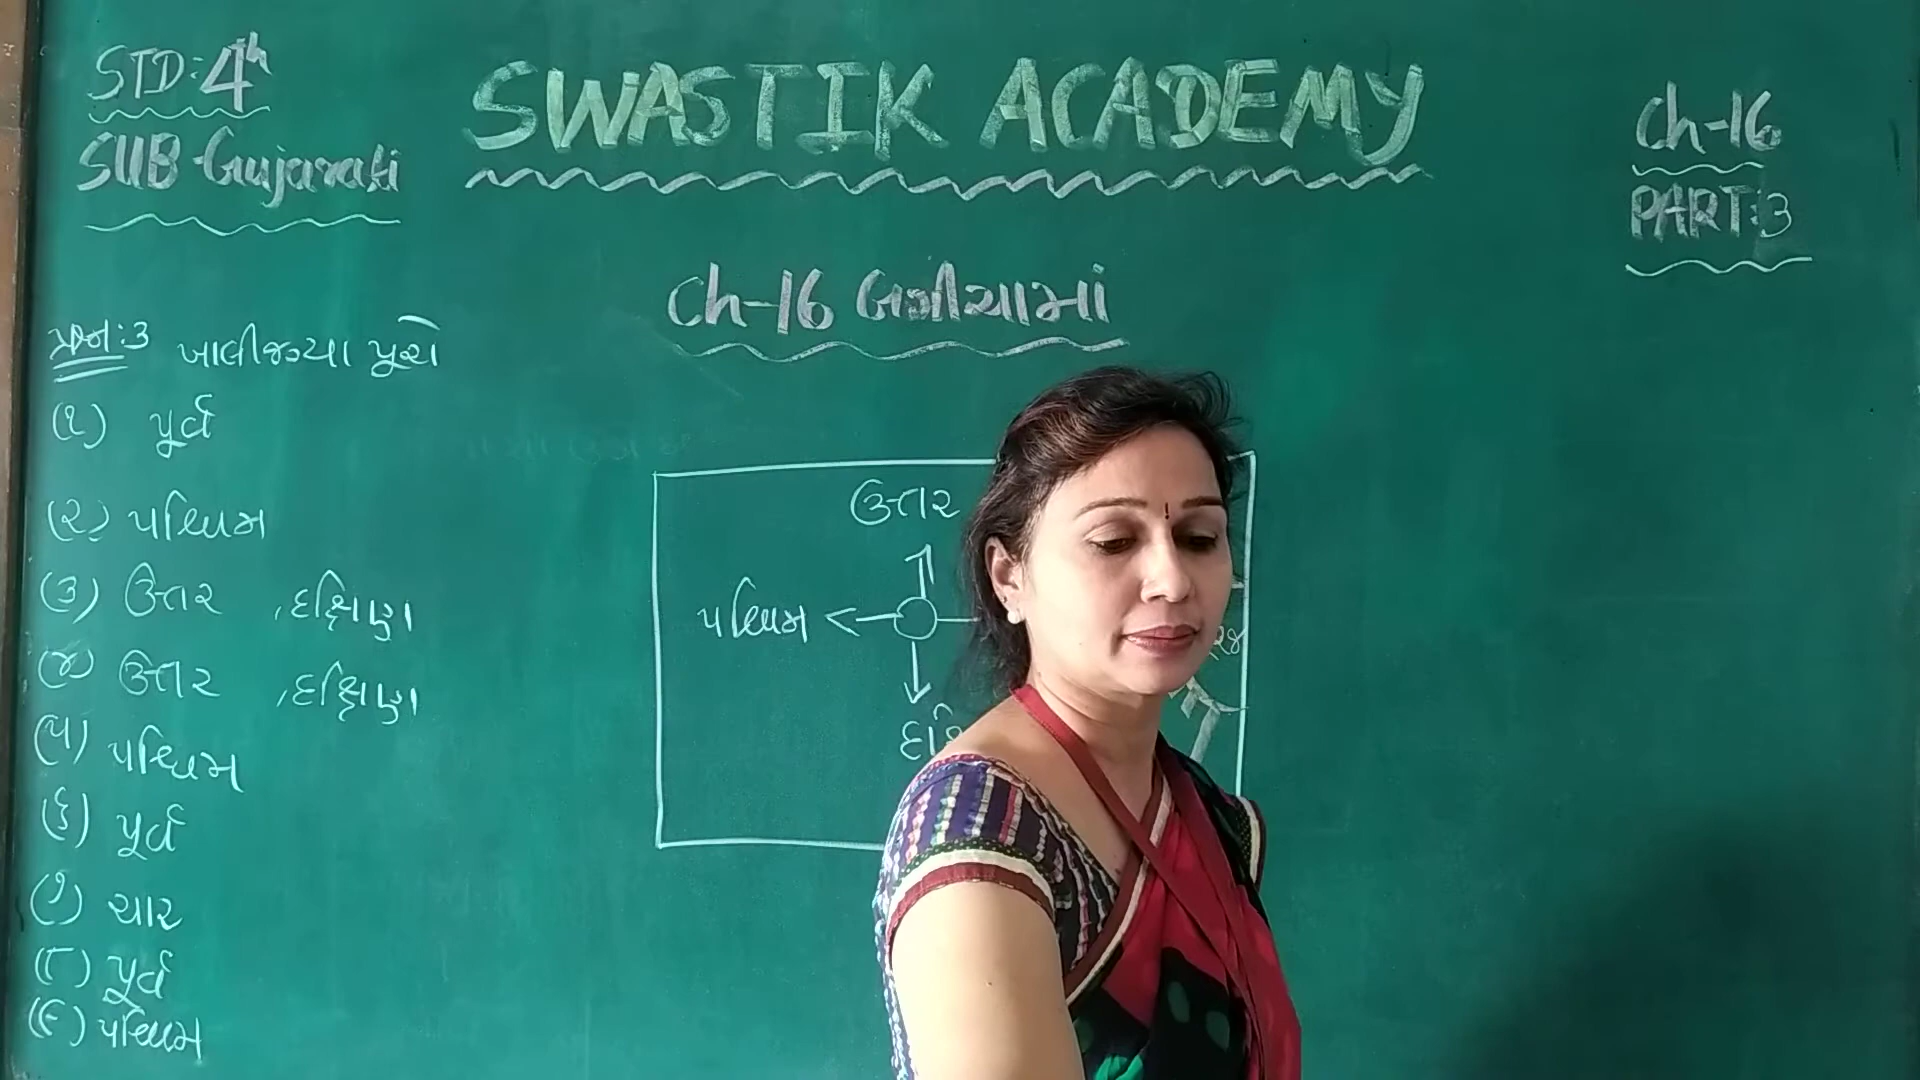 STD:4th
SUB-Gujarati
SWASTIK ACADEMY
Ch-16
PART:3
Ch-16 બગીચામાં
પ્રશ્ન:3 ખાલીજગ્યા પૂરો
(૧) પૂર્વ
(૨) પશ્ચિમ
(૩) ઉત્તર , દક્ષિણ
(૪) ઉત્તર , દક્ષિણ
(૫) પશ્ચિમ
(૬) પૂર્વ
(૭) ચાર
(૮) પૂર્વ
(૯) પશ્ચિમ
ઉત્તર
પશ્ચિમ